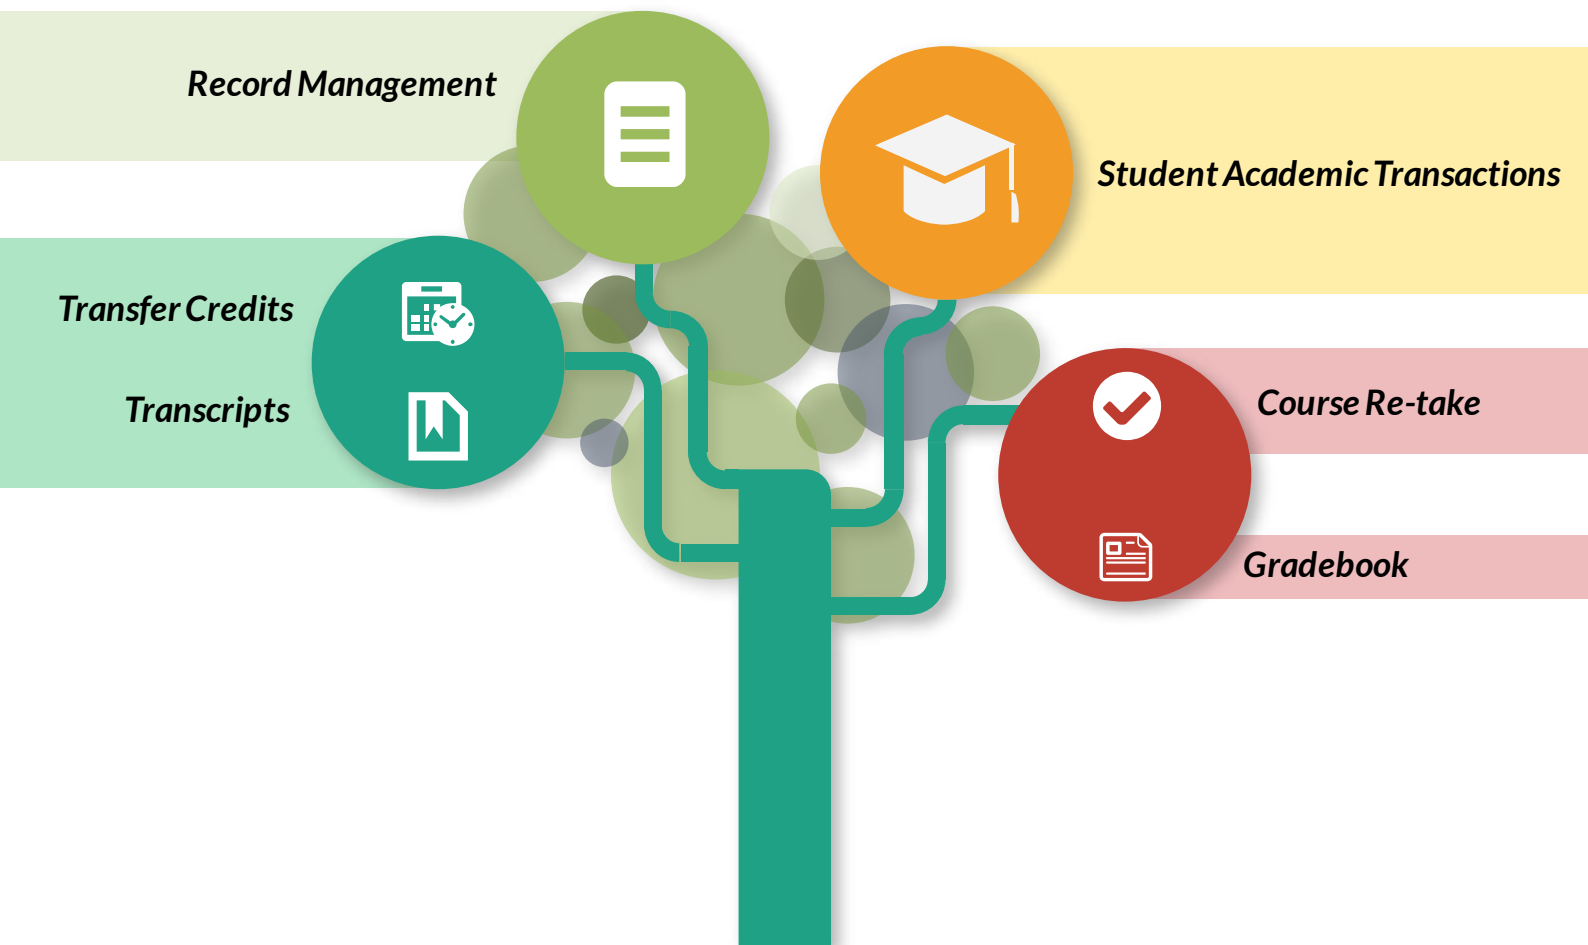 Record Management
Student Academic Transactions
Transfer Credits
Transcripts
Course Re-take
Gradebook